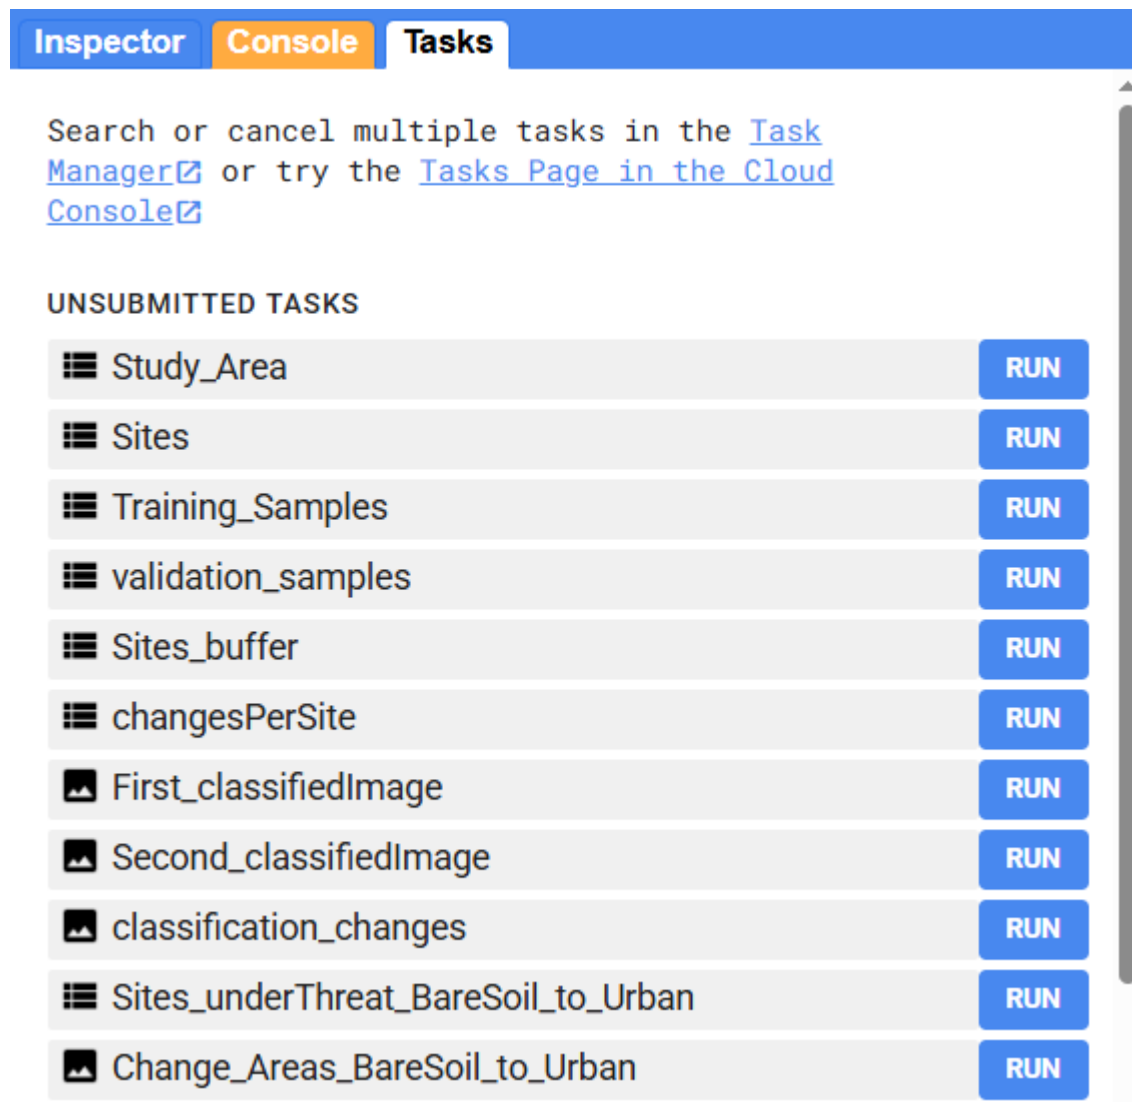 Inspector Console Tasks
Search or cancel multiple tasks in the Task
Manager or try the Tasks Page in the Cloud
Console
UNSUBMITTED TASKS
Study_Area RUN
Sites RUN
Training_Samples RUN
validation_samples RUN
Sites_buffer RUN
changesPerSite RUN
First_classifiedImage RUN
Second_classifiedImage RUN
classification_changes RUN
Sites_underThreat_BareSoil_to_Urban RUN
Change_Areas_BareSoil_to_Urban RUN